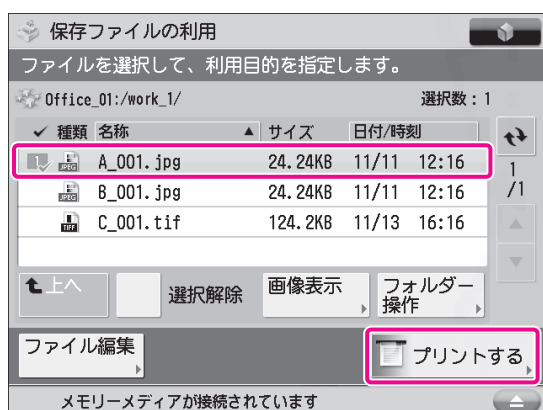 保存ファイルの利用
ファイルを選択して、利用目的を指定します。
Office_01:/work_1/ 選択数：1
種類 名称 ▲ サイズ 日付/時刻
1 JPEG A_001.jpg 24.24KB 11/11 12:16
JPEG B_001.jpg 24.24KB 11/11 12:16
TIFF C_001.tif 124.2KB 11/13 16:16
1
/1
上へ 選択解除 画像表示 フォルダー操作
ファイル編集 プリントする
メモリーメディアが接続されています